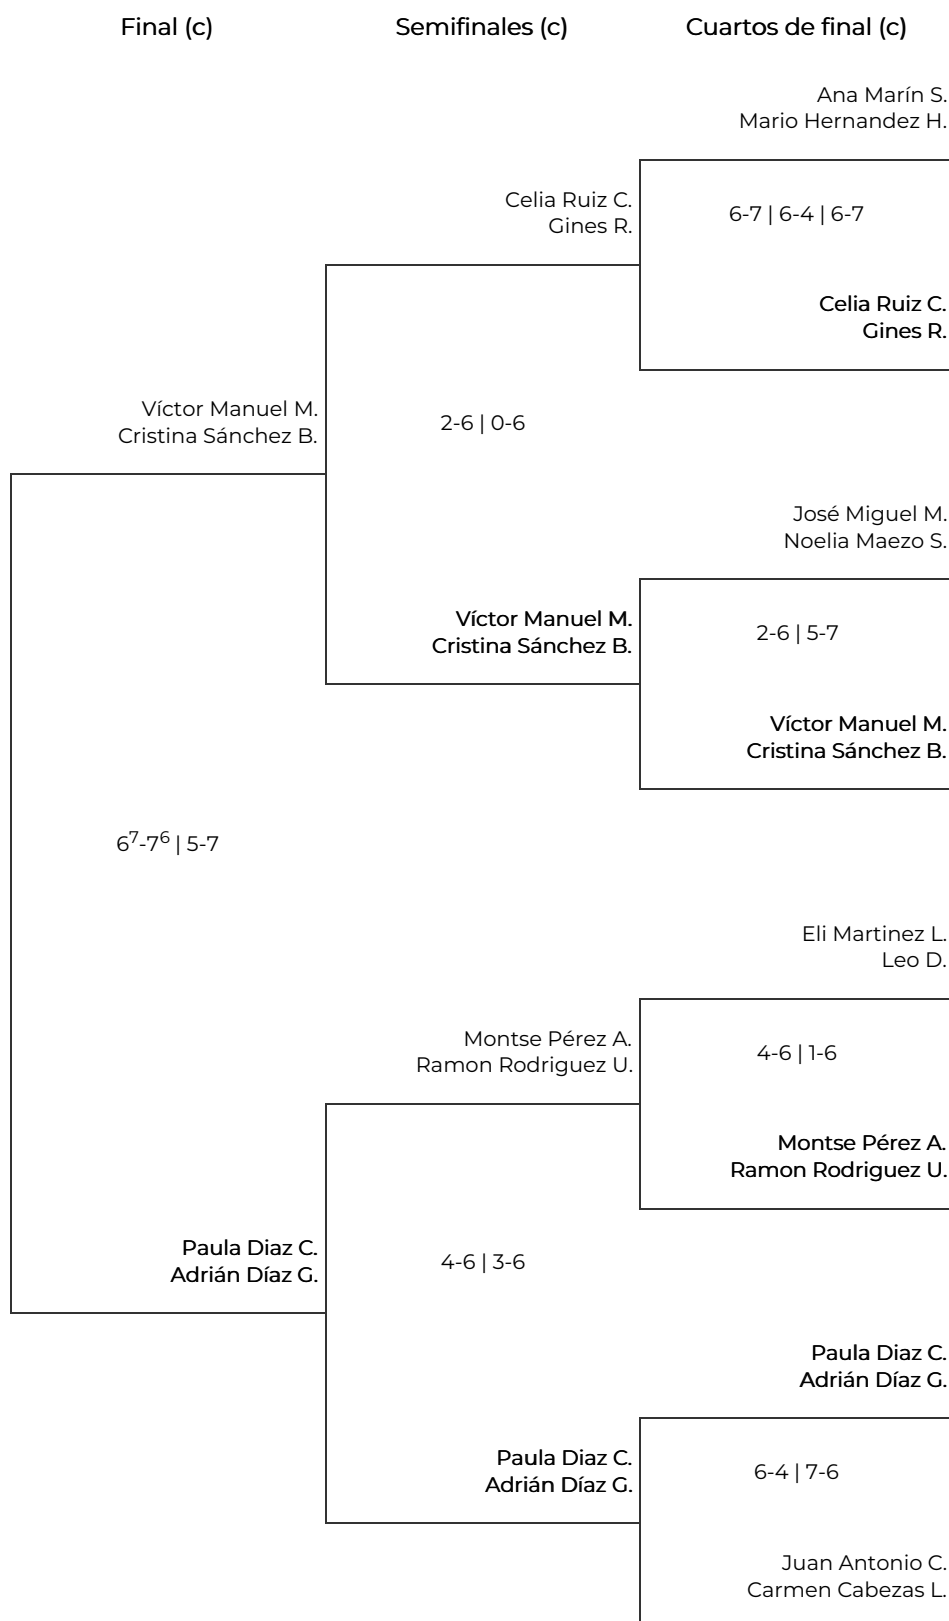 Final (c)
Semifinales (c)
Cuartos de final (c)
Ana Marín S.
Mario Hernandez H.
Celia Ruiz C.
Gines R.
6-7 | 6-4 | 6-7
Celia Ruiz C.
Gines R.
Víctor Manuel M.
Cristina Sánchez B.
2-6 | 0-6
José Miguel M.
Noelia Maezo S.
Víctor Manuel M.
Cristina Sánchez B.
2-6 | 5-7
Víctor Manuel M.
Cristina Sánchez B.
6⁷-7⁶ | 5-7
Eli Martinez L.
Leo D.
Montse Pérez A.
Ramon Rodriguez U.
4-6 | 1-6
Montse Pérez A.
Ramon Rodriguez U.
Paula Diaz C.
Adrián Díaz G.
4-6 | 3-6
Paula Diaz C.
Adrián Díaz G.
Paula Diaz C.
Adrián Díaz G.
6-4 | 7-6
Juan Antonio C.
Carmen Cabezas L.